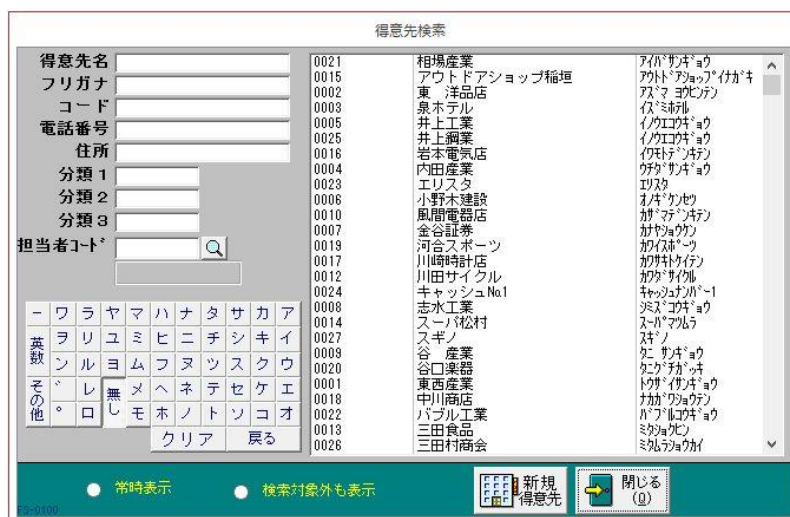 得意先検索
得意先名
フリガナ
コード
電話番号
住所
分類1
分類2
分類3
担当者ｺｰﾄﾞ
0021 相場産業 ｱｲﾊﾞｻﾝｷﾞｮｳ
0015 アウトドアショップ稲垣 ｱｳﾄﾄﾞｱｼｮｯﾌﾟｲﾅｶﾞｷ
0002 東　洋品店 ｱｽﾞﾏ ﾖｳﾋﾝﾃﾝ
0003 泉ホテル ｲｽﾞﾐﾎﾃﾙ
0005 井上工業 ｲﾉｳｴｺｳｷﾞｮｳ
0025 井上鋼業 ｲﾉｳｴｺｳｷﾞｮｳ
0016 岩本電気店 ｲﾜﾓﾄﾃﾞﾝｷﾃﾝ
0004 内田産業 ｳﾁﾀﾞｻﾝｷﾞｮｳ
0023 エリスタ ｴﾘｽﾀ
0006 小野木建設 ｵﾉｷﾞｹﾝｾﾂ
0010 風間電器店 ｶｻﾞﾏﾃﾞﾝｷﾃﾝ
0007 金谷証券 ｶﾅﾔｼｮｳｹﾝ
0019 河合スポーツ ｶﾜｲｽﾎﾟｰﾂ
0017 川崎時計店 ｶﾜｻｷﾄｹｲﾃﾝ
0012 川田サイクル ｶﾜﾀﾞｻｲｸﾙ
0024 キャッシュ№1 ｷｬｯｼｭﾅﾝﾊﾞｰ1
0008 志水工業 ｼﾐｽﾞｺｳｷﾞｮｳ
0014 スーパ松村 ｽｰﾊﾟﾏﾂﾑﾗ
0027 スギノ ｽｷﾞﾉ
0009 谷　産業 ﾀﾆ ｻﾝｷﾞｮｳ
0020 谷口楽器 ﾀﾆｸﾞﾁｶﾞｯｷ
0001 東西産業 ﾄｳｻﾞｲｻﾝｷﾞｮｳ
0018 中川商店 ﾅｶｶﾞﾜｼｮｳﾃﾝ
0022 バブル工業 ﾊﾞﾌﾞﾙｺｳｷﾞｮｳ
0013 三田食品 ﾐﾀｼｮｸﾋﾝ
0026 三田村商会 ﾐﾀﾑﾗｼｮｳｶｲ
ー ワ ラ ヤ マ ハ ナ タ サ カ ア
英数 ヲ リ ユ ミ ヒ ニ チ シ キ イ
ン ル ヨ ム フ ヌ ツ ス ク ウ
その他 ゛ レ 無し メ ヘ ネ テ セ ケ エ
゜ ロ モ ホ ノ ト ソ コ オ
クリア 戻る
常時表示 検索対象外も表示
新規得意先
閉じる(Q)
FS-0100